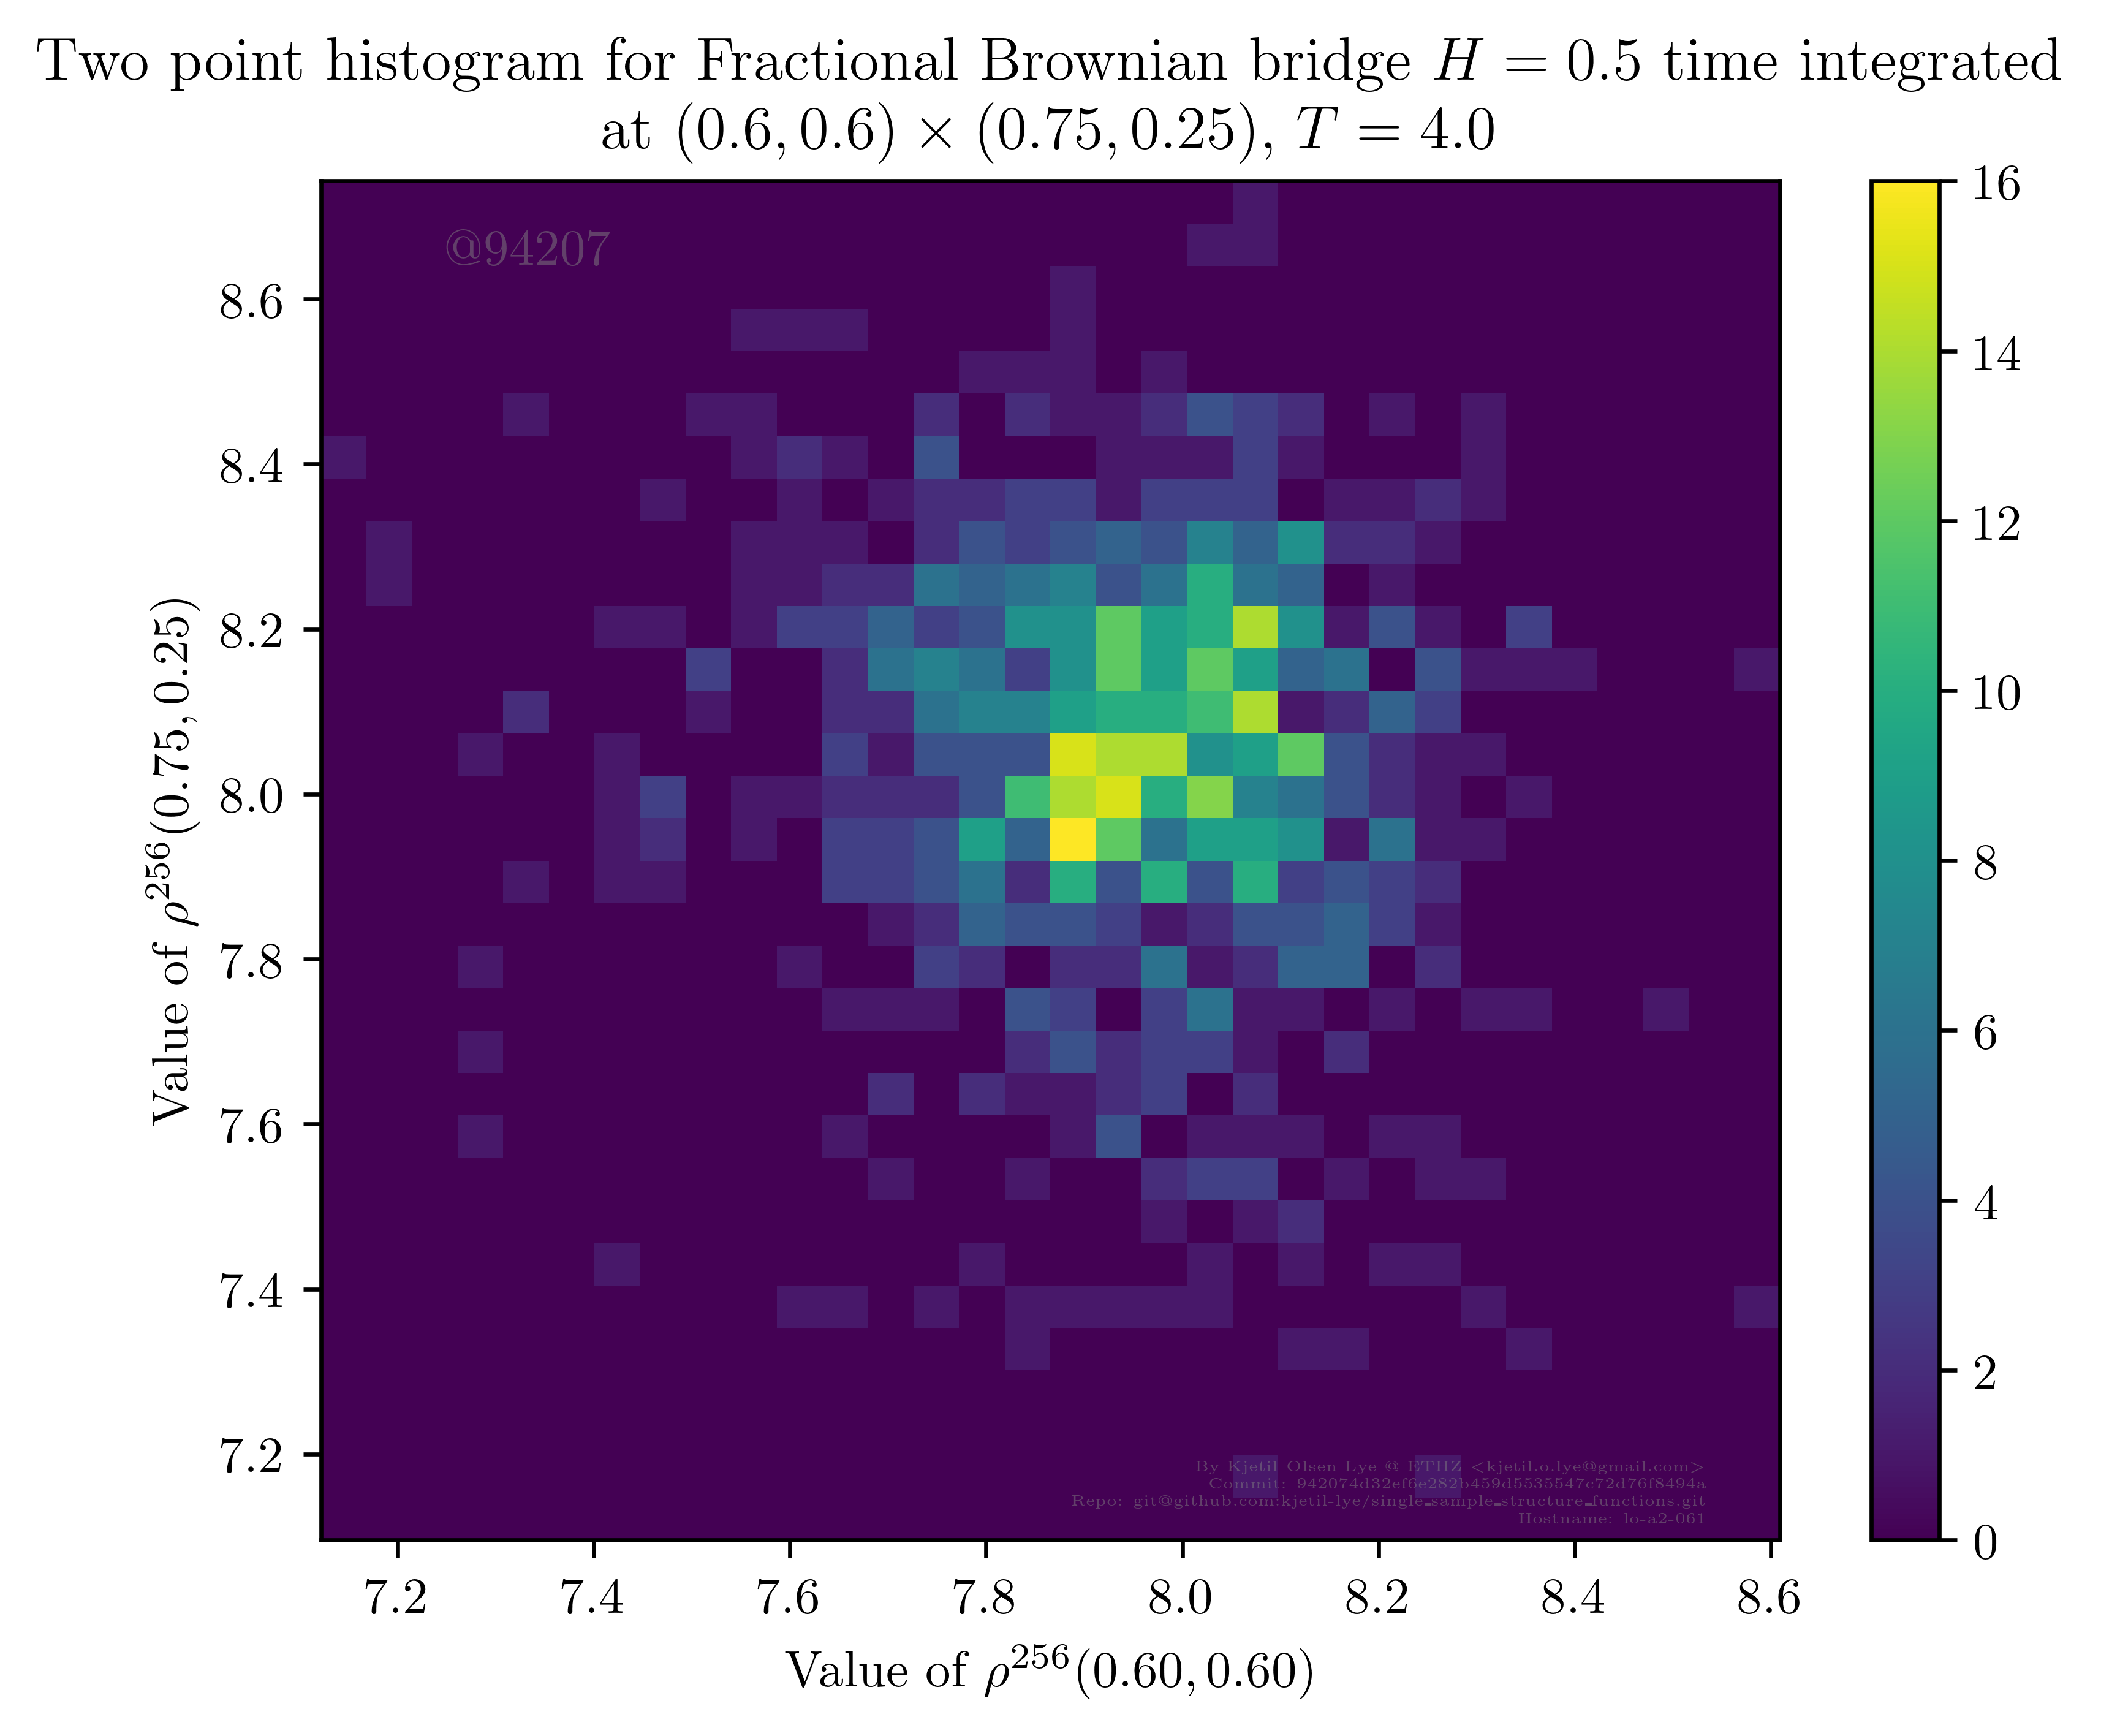 Two point histogram for Fractional Brownian bridge H = 0.5 time integrated
at (0.6, 0.6) × (0.75, 0.25), T = 4.0
@94207
8.6
8.4
8.2
8.0
7.8
7.6
7.4
7.2
Value of ρ^256(0.75, 0.25)
7.2 7.4 7.6 7.8 8.0 8.2 8.4 8.6
Value of ρ^256(0.60, 0.60)
16
14
12
10
8
6
4
2
0
By Kjetil Olsen Lye @ ETHZ <kjetil.o.lye@gmail.com>
Commit: 942074d32ef6e282b459d5535547c72d76f8494a
Repo: git@github.com:kjetil-lye/single_sample_structure_functions.git
Hostname: lo-a2-061